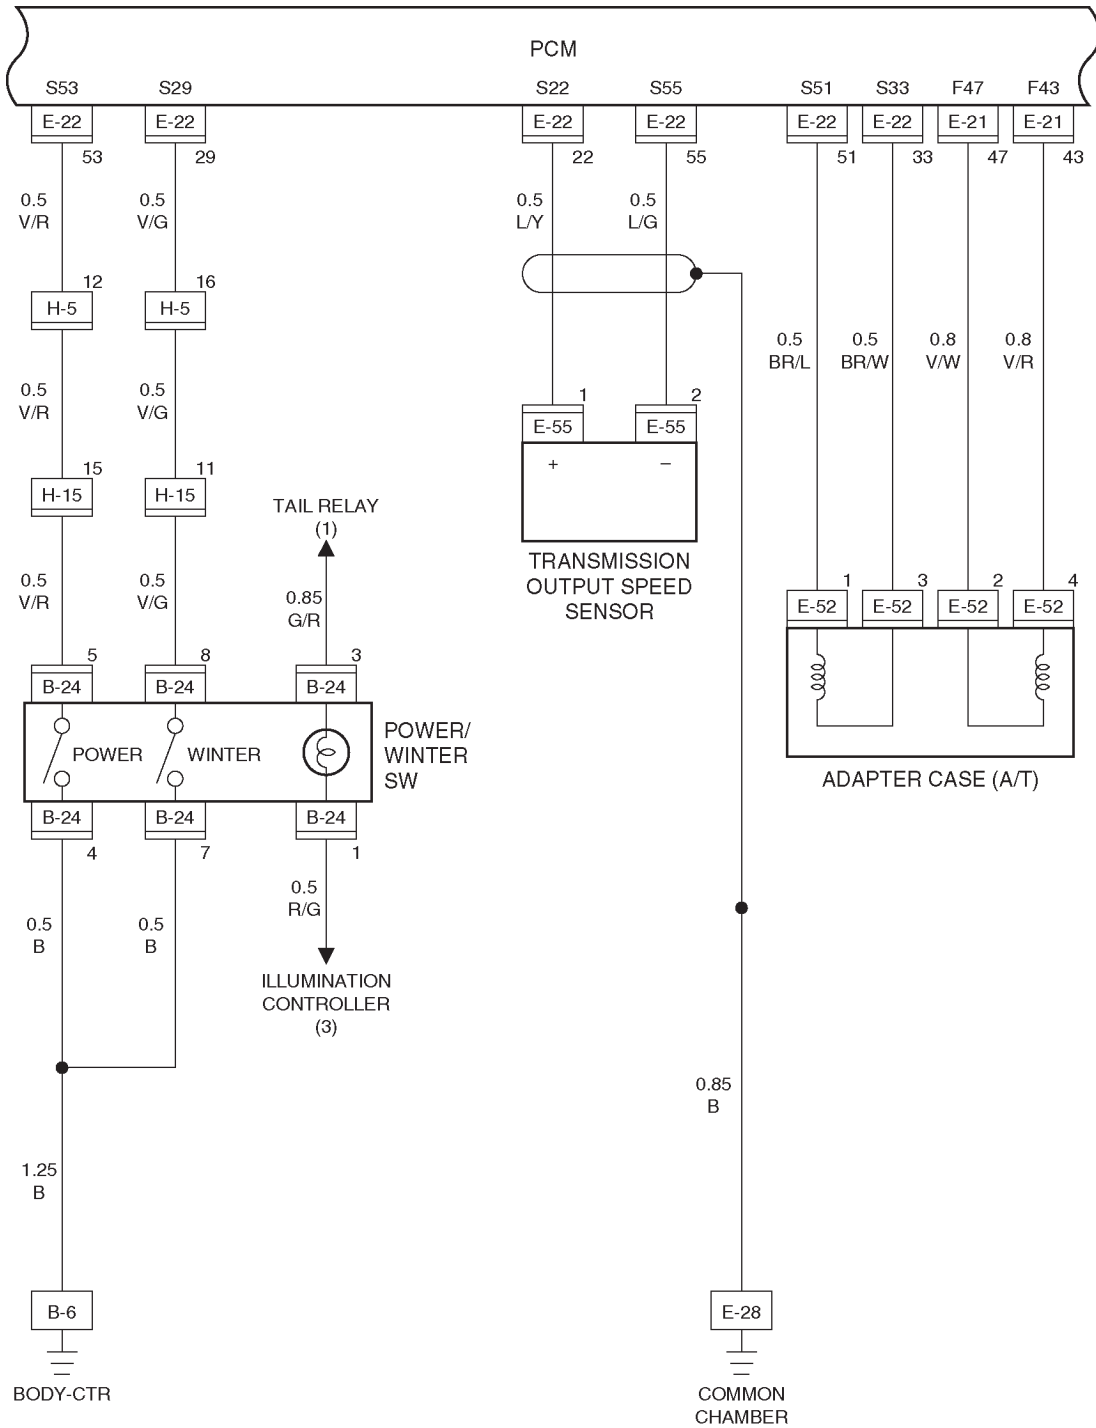 PCM
S53 S29 S22 S55 S51 S33 F47 F43
E-22 E-22 E-22 E-22 E-22 E-22 E-21 E-21
53 29 22 55 51 33 47 43
0.5 0.5 0.5 0.5
V/R V/G L/Y L/G
12 16
H-5 H-5
0.5 0.5 0.8 0.8
BR/L BR/W V/W V/R
0.5 0.5
V/R V/G
1 2
E-55 E-55
+ –
15 11
H-15 H-15
TAIL RELAY
(1)
TRANSMISSION
OUTPUT SPEED
SENSOR
0.5 0.5
V/R V/G
0.85
G/R
1 3 2 4
E-52 E-52 E-52 E-52
5 8 3
B-24 B-24 B-24
POWER WINTER
POWER/
WINTER
SW
ADAPTER CASE (A/T)
B-24 B-24 B-24
4 7 1
0.5
R/G
0.5 0.5
B B
ILLUMINATION
CONTROLLER
(3)
0.85
B
1.25
B
B-6 E-28
BODY-CTR
COMMON
CHAMBER